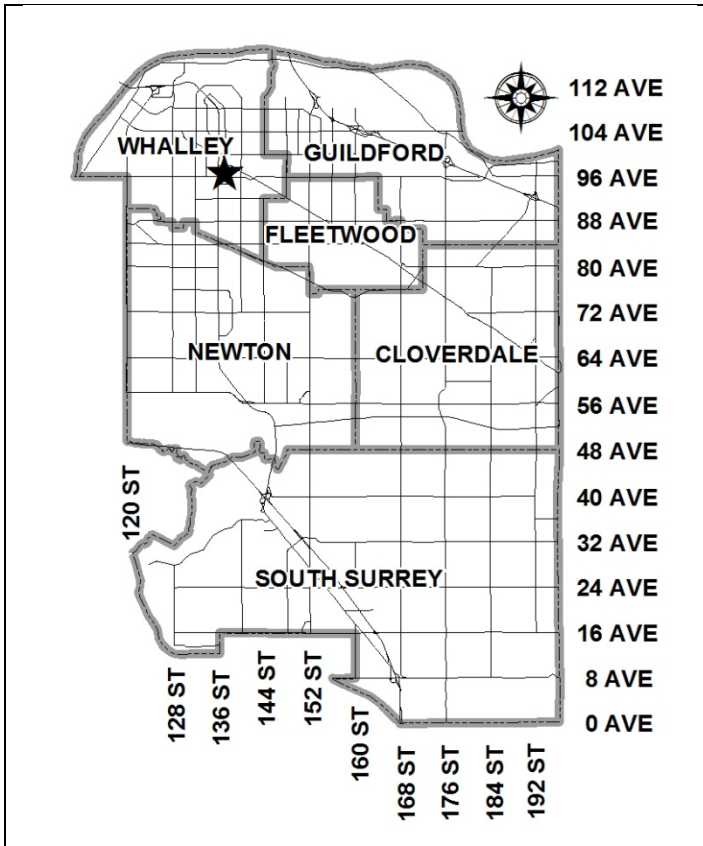 112 AVE
104 AVE
WHALLEY
GUILDFORD
96 AVE
88 AVE
FLEETWOOD
80 AVE
72 AVE
NEWTON
CLOVERDALE
64 AVE
56 AVE
48 AVE
120 ST
40 AVE
32 AVE
SOUTH SURREY
24 AVE
16 AVE
8 AVE
0 AVE
128 ST
136 ST
144 ST
152 ST
160 ST
168 ST
176 ST
184 ST
192 ST